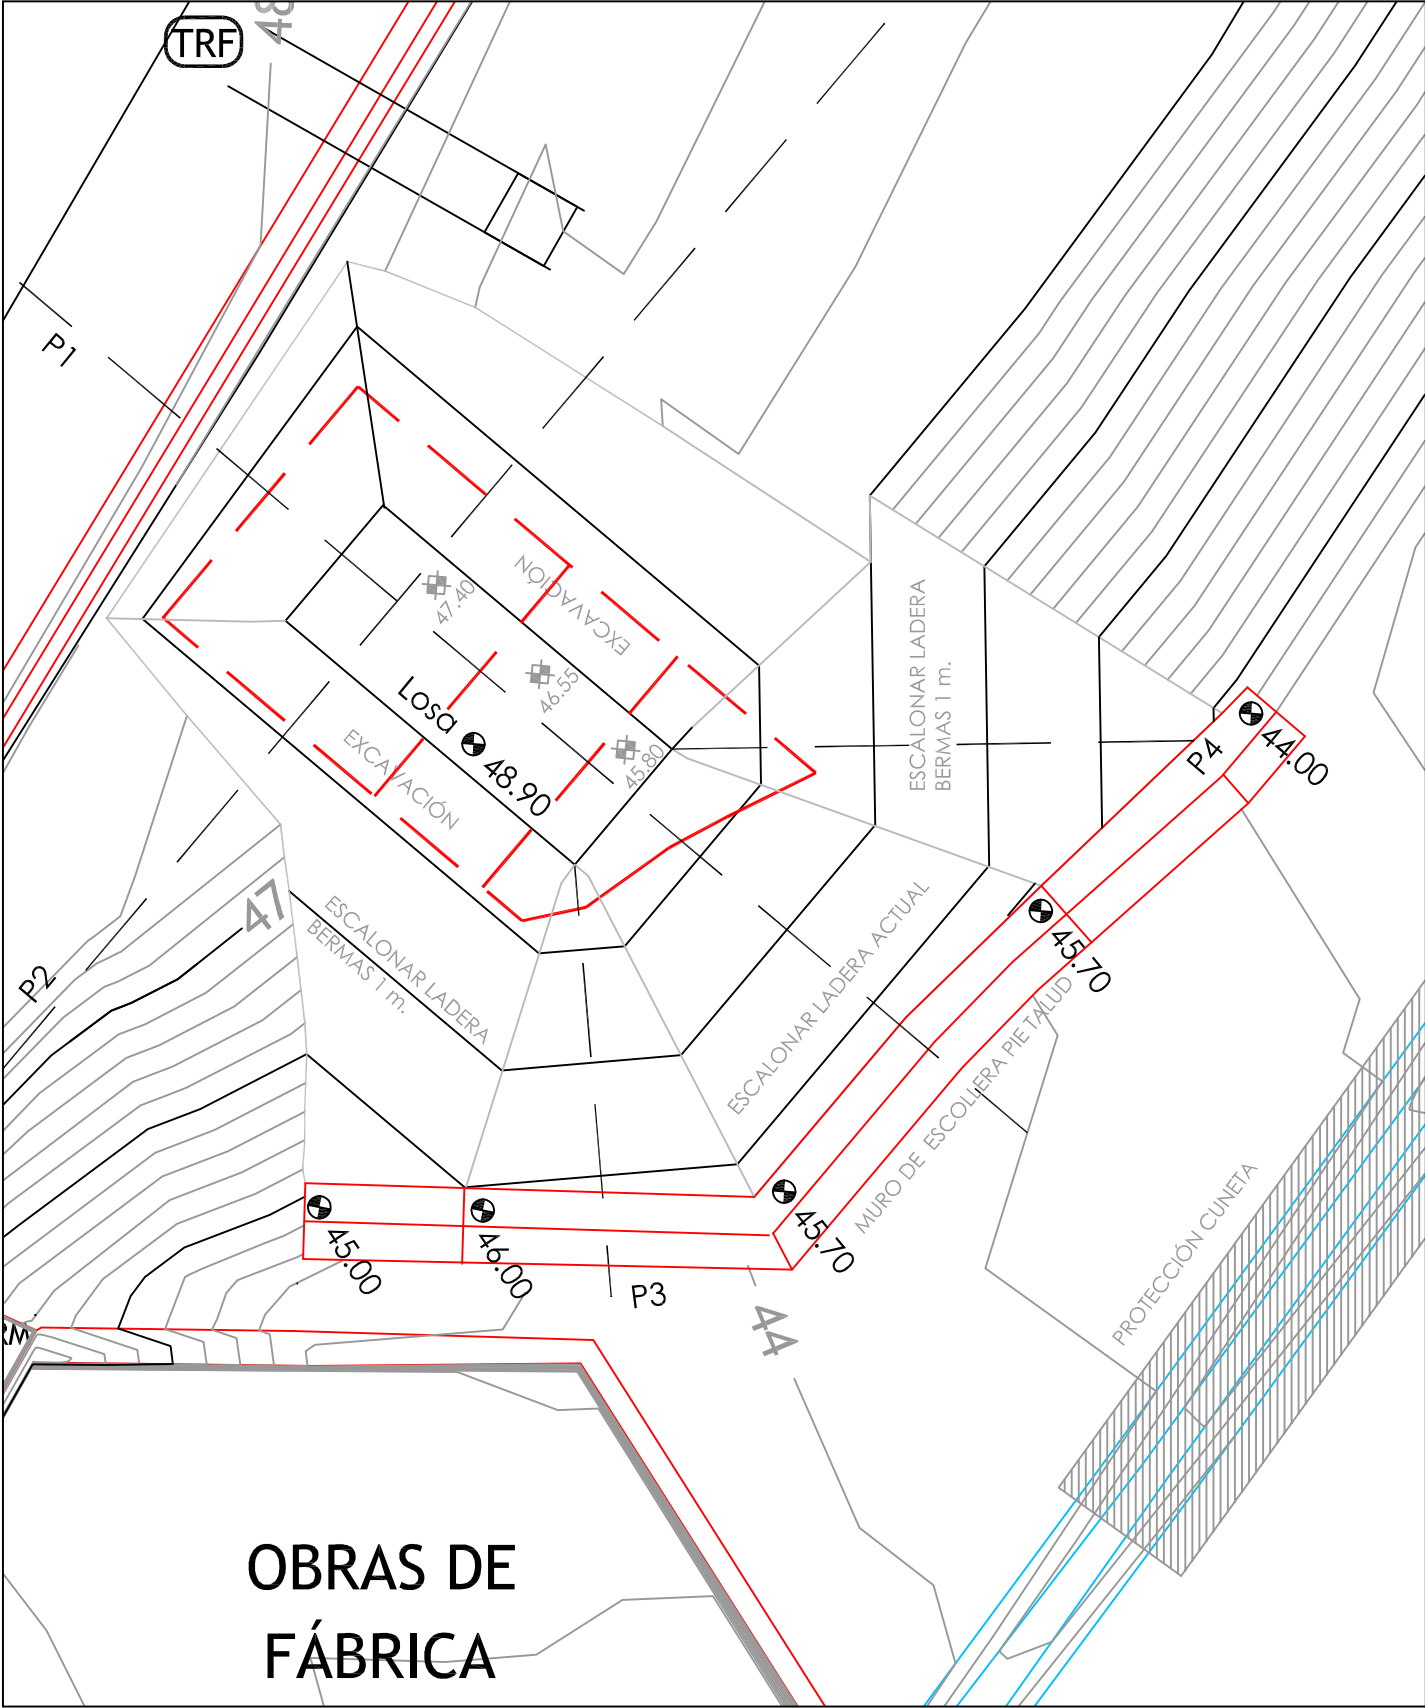 TRF
48
P1
EXCAVACIÓN
47.40
46.55
45.80
Losa 48.90
EXCAVACIÓN
ESCALONAR LADERA
BERMAS 1 m.
P4
44.00
47
ESCALONAR LADERA
BERMAS 1 m.
P2
ESCALONAR LADERA ACTUAL
45.70
MURO DE ESCOLLERA PIE TALUD
PROTECCIÓN CUNETA
45.00
46.00
45.70
P3
44
RM
OBRAS DE
FÁBRICA